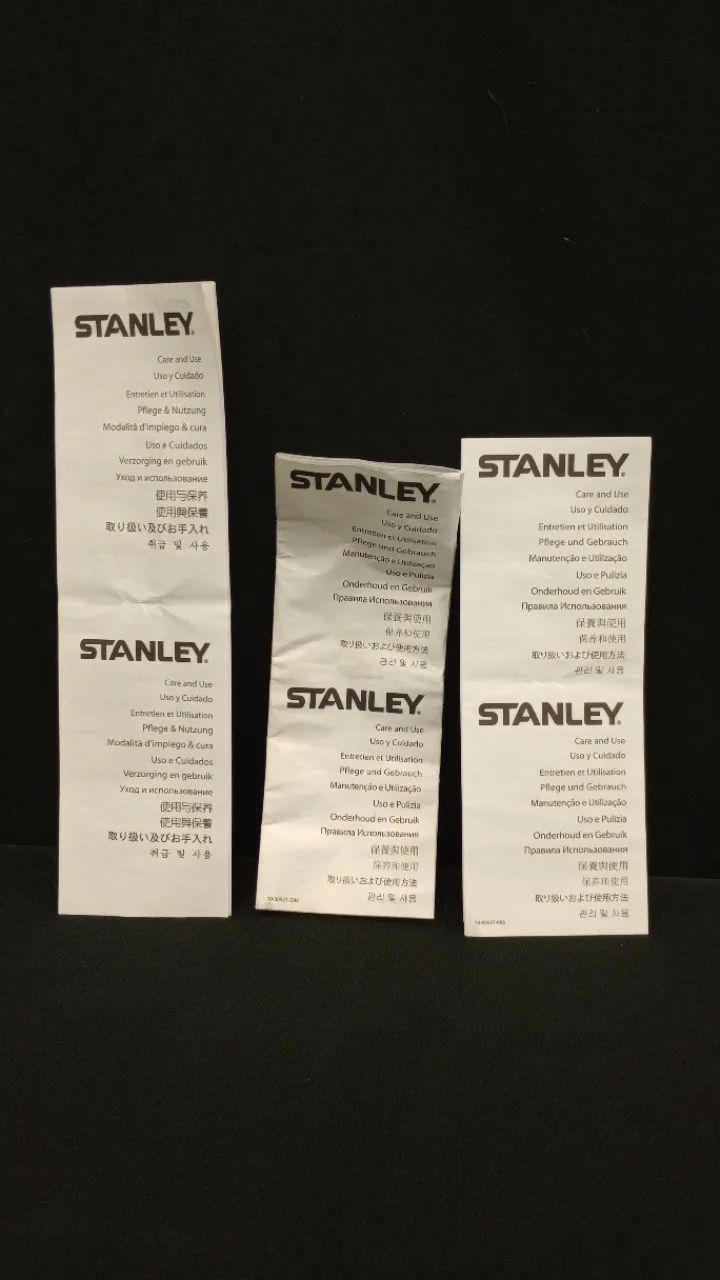 STANLEY®
Care and Use
Uso y Cuidado
Entretien et Utilisation
Pflege & Nutzung
Modalità d'impiego & cura
Uso e Cuidados
Verzorging en gebruik
Уход и использование
使用与保养
使用與保養
取り扱い及びお手入れ
취급 및 사용
STANLEY®
Care and Use
Uso y Cuidado
Entretien et Utilisation
Pflege & Nutzung
Modalità d'impiego & cura
Uso e Cuidados
Verzorging en gebruik
Уход и использование
使用与保养
使用與保養
取り扱い及びお手入れ
취급 및 사용
STANLEY®
Care and Use
Uso y Cuidado
Entretien et Utilisation
Pflege und Gebrauch
Manutenção e Utilização
Uso e Pulizia
Onderhoud en Gebruik
Правила Использования
保養與使用
保养和使用
取り扱いおよび使用方法
관리 및 사용
STANLEY®
Care and Use
Uso y Cuidado
Entretien et Utilisation
Pflege und Gebrauch
Manutenção e Utilização
Uso e Pulizia
Onderhoud en Gebruik
Правила Использования
保養與使用
保养和使用
取り扱いおよび使用方法
관리 및 사용
STANLEY®
Care and Use
Uso y Cuidado
Entretien et Utilisation
Pflege und Gebrauch
Manutenção e Utilização
Uso e Pulizia
Onderhoud en Gebruik
Правила Использования
保養與使用
保养和使用
取り扱いおよび使用方法
관리 및 사용
STANLEY®
Care and Use
Uso y Cuidado
Entretien et Utilisation
Pflege und Gebrauch
Manutenção e Utilização
Uso e Pulizia
Onderhoud en Gebruik
Правила Использования
保養與使用
保养和使用
取り扱いおよび使用方法
관리 및 사용